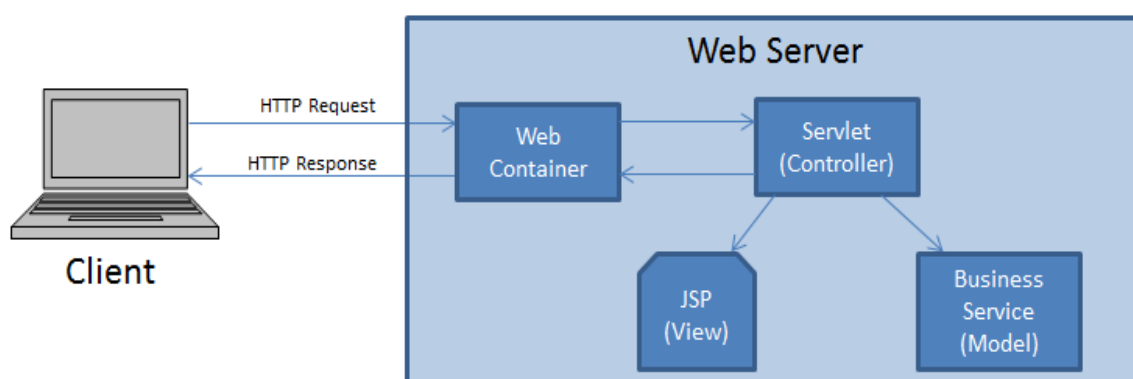 Web Server
HTTP Request
HTTP Response
Web
Container
Servlet
(Controller)
Client
JSP
(View)
Business
Service
(Model)